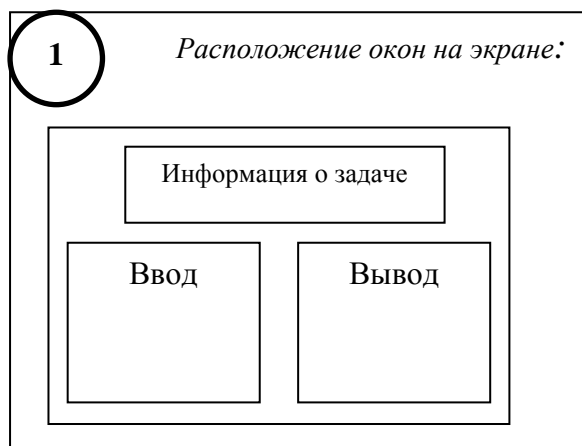 1
Расположение окон на экране:
Информация о задаче
Ввод
Вывод